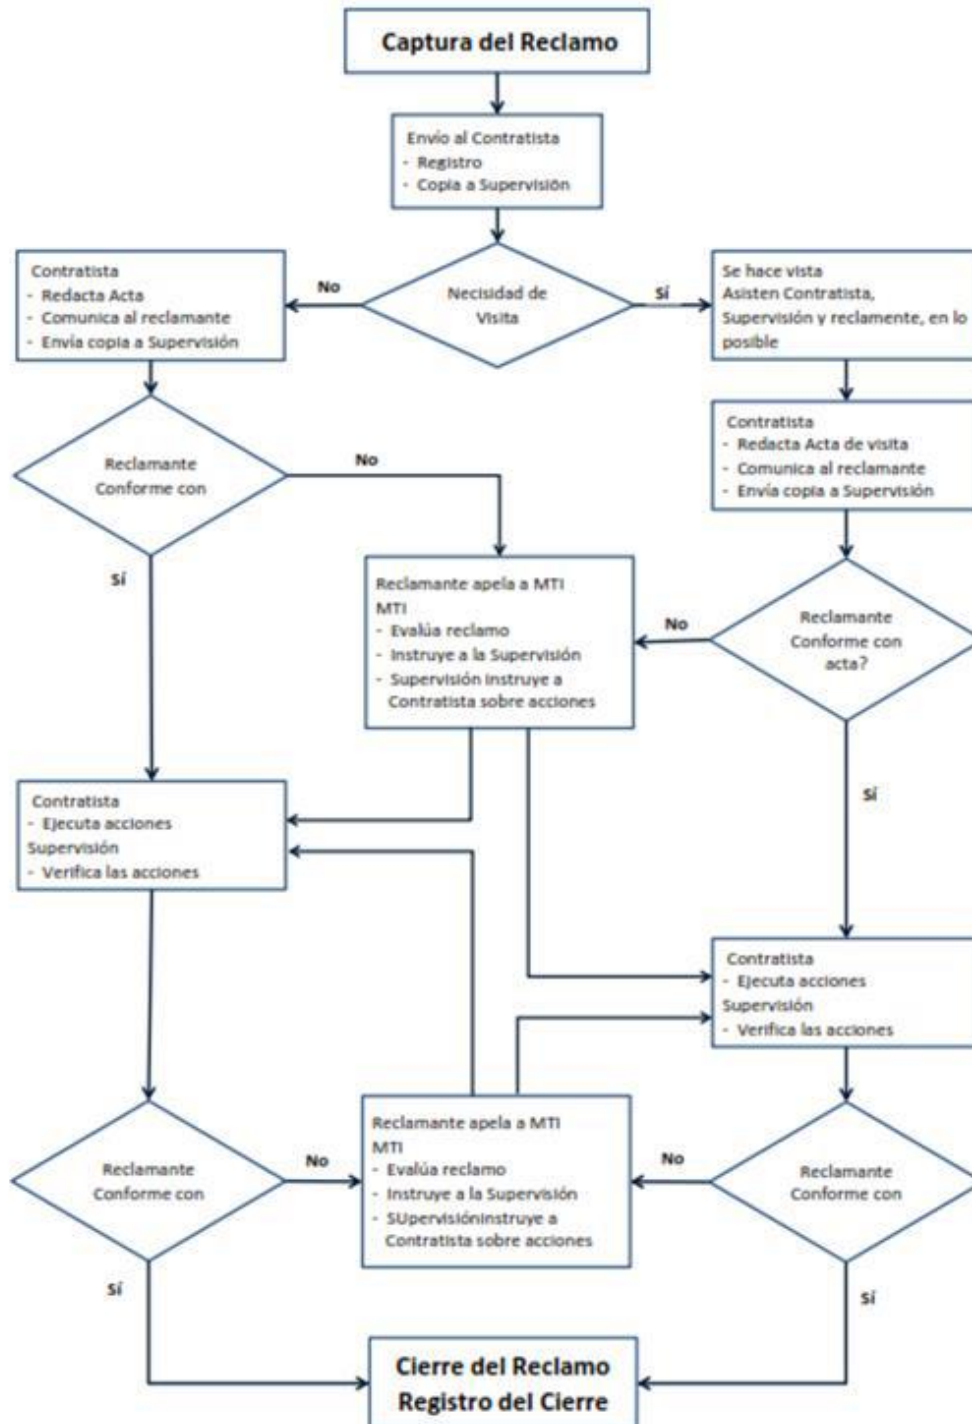 Captura del Reclamo
Envío al Contratista
- Registro
- Copia a Supervisión
Necisidad de
Visita
No
Sí
Contratista
- Redacta Acta
- Comunica al reclamante
- Envía copia a Supervisión
Se hace vista
Asisten Contratista,
Supervisión y reclamente, en lo
posible
Reclamante
Conforme con
No
Sí
Contratista
- Redacta Acta de visita
- Comunica al reclamante
- Envía copia a Supervisión
Reclamante apela a MTI
MTI
- Evalúa reclamo
- Instruye a la Supervisión
- Supervisión instruye a
Contratista sobre acciones
No
Reclamante
Conforme con
acta?
Sí
Contratista
- Ejecuta acciones
Supervisión
- Verifica las acciones
Contratista
- Ejecuta acciones
Supervisión
- Verifica las acciones
Reclamante
Conforme con
No
Sí
Reclamante apela a MTI
MTI
- Evalúa reclamo
- Instruye a la Supervisión
- SUpervisiónInstruye a
Contratista sobre acciones
No
Reclamante
Conforme con
Sí
Cierre del Reclamo
Registro del Cierre